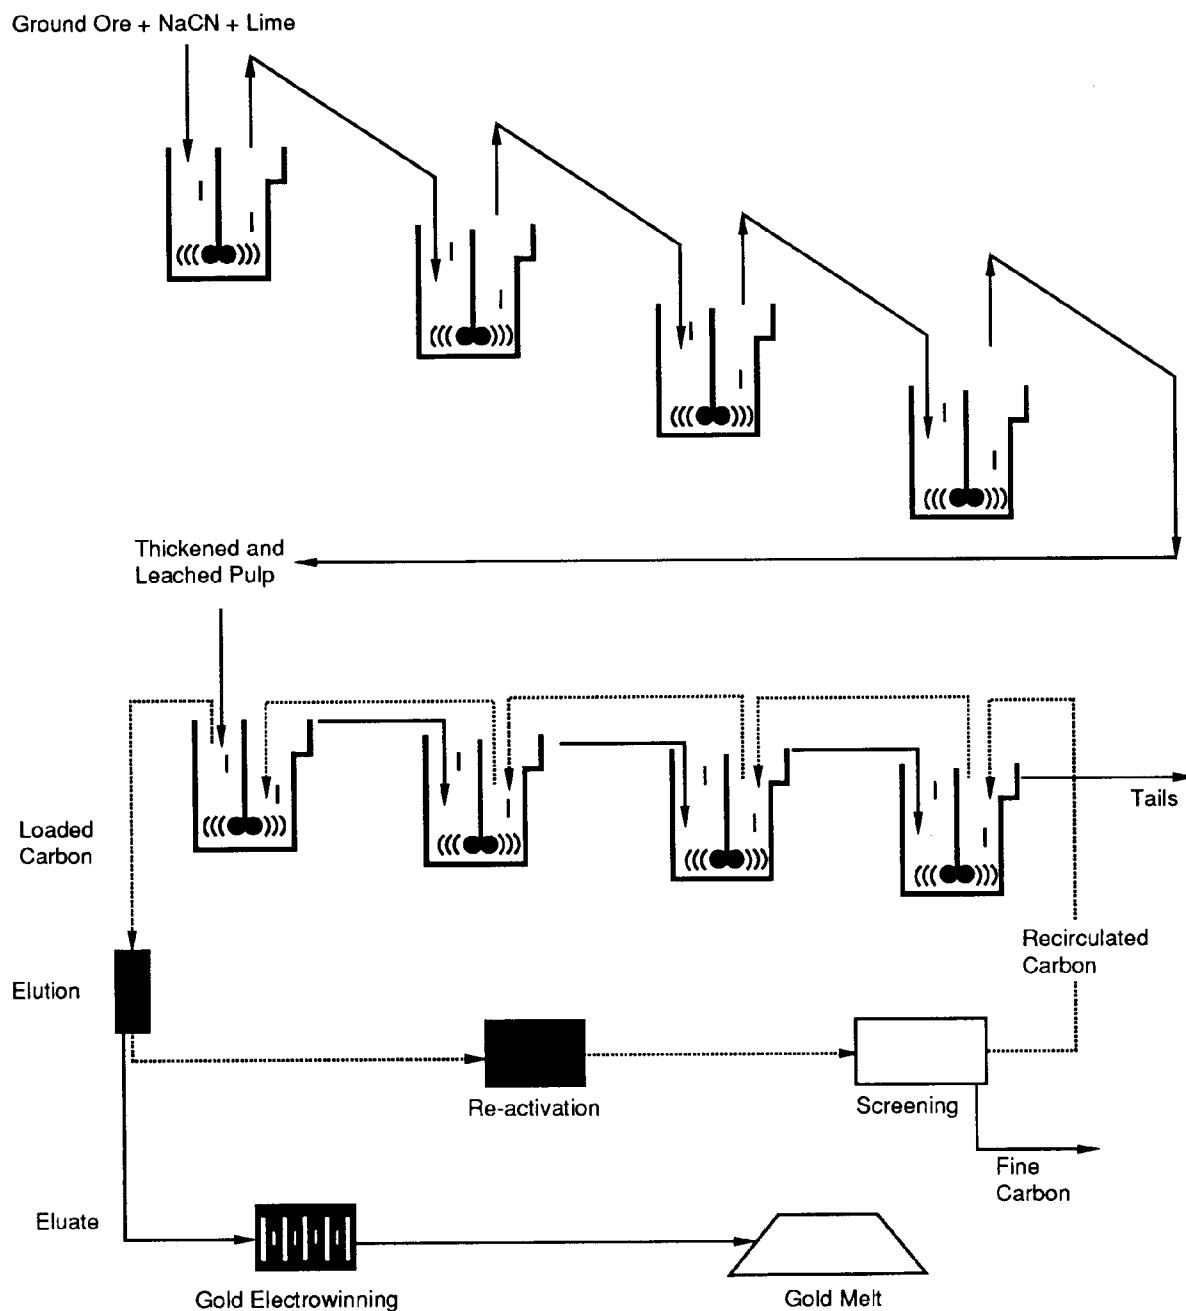 Ground Ore + NaCN + Lime
Thickened and
Leached Pulp
Tails
Loaded
Carbon
Recirculated
Carbon
Elution
Re-activation
Screening
Fine
Carbon
Eluate
Gold Electrowinning
Gold Melt